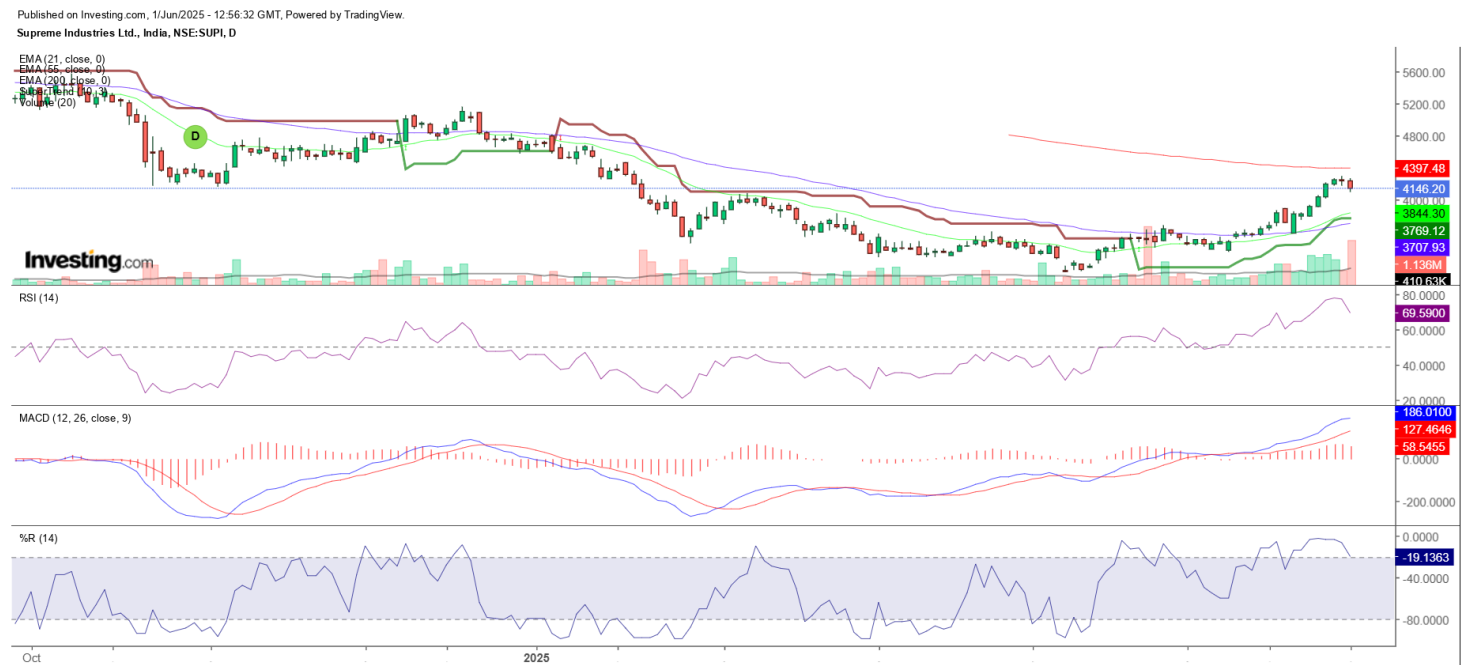 Published on Investing.com, 1/Jun/2025 - 12:56:32 GMT, Powered by TradingView.
Supreme Industries Ltd., India, NSE:SUPI, D
EMA (21, close, 0)
EMA (55, close, 0)
EMA (200, close, 0)
SuperTrend (10, 3)
Volume (20)
D
Investing.com
5600.00
5200.00
4800.00
4397.48
4146.20
4000.00
3844.30
3769.12
3707.93
1.136M
410.63K
RSI (14)
80.0000
69.5900
60.0000
40.0000
20.0000
MACD (12, 26, close, 9)
186.0100
127.4646
58.5455
0.0000
-200.0000
%R (14)
0.0000
-19.1363
-40.0000
-80.0000
Oct
2025